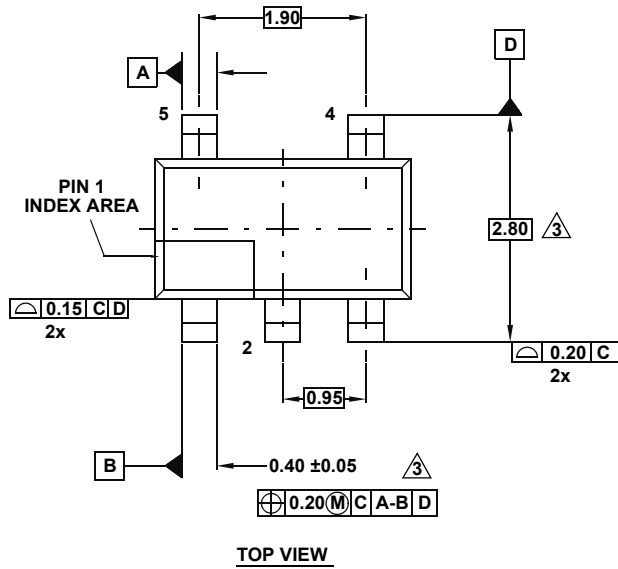 1.90
D
A
5
4
PIN 1
INDEX AREA
2.80 3
0.15 C D
2x
2
0.20 C
2x
0.95
B
0.40 ±0.05 3
0.20 M C A-B D
TOP VIEW